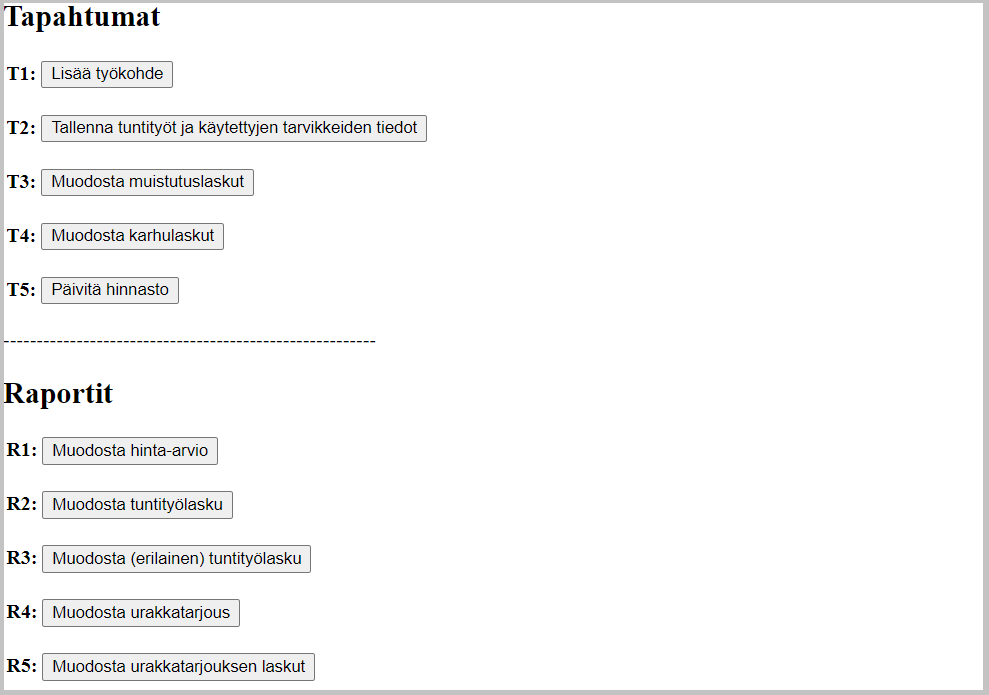 Tapahtumat
T1: Lisää työkohde
T2: Tallenna tuntityöt ja käytettyjen tarvikkeiden tiedot
T3: Muodosta muistutuslaskut
T4: Muodosta karhulaskut
T5: Päivitä hinnasto
--------------------------------------------------------
Raportit
R1: Muodosta hinta-arvio
R2: Muodosta tuntityölasku
R3: Muodosta (erilainen) tuntityölasku
R4: Muodosta urakkatarjous
R5: Muodosta urakkatarjouksen laskut